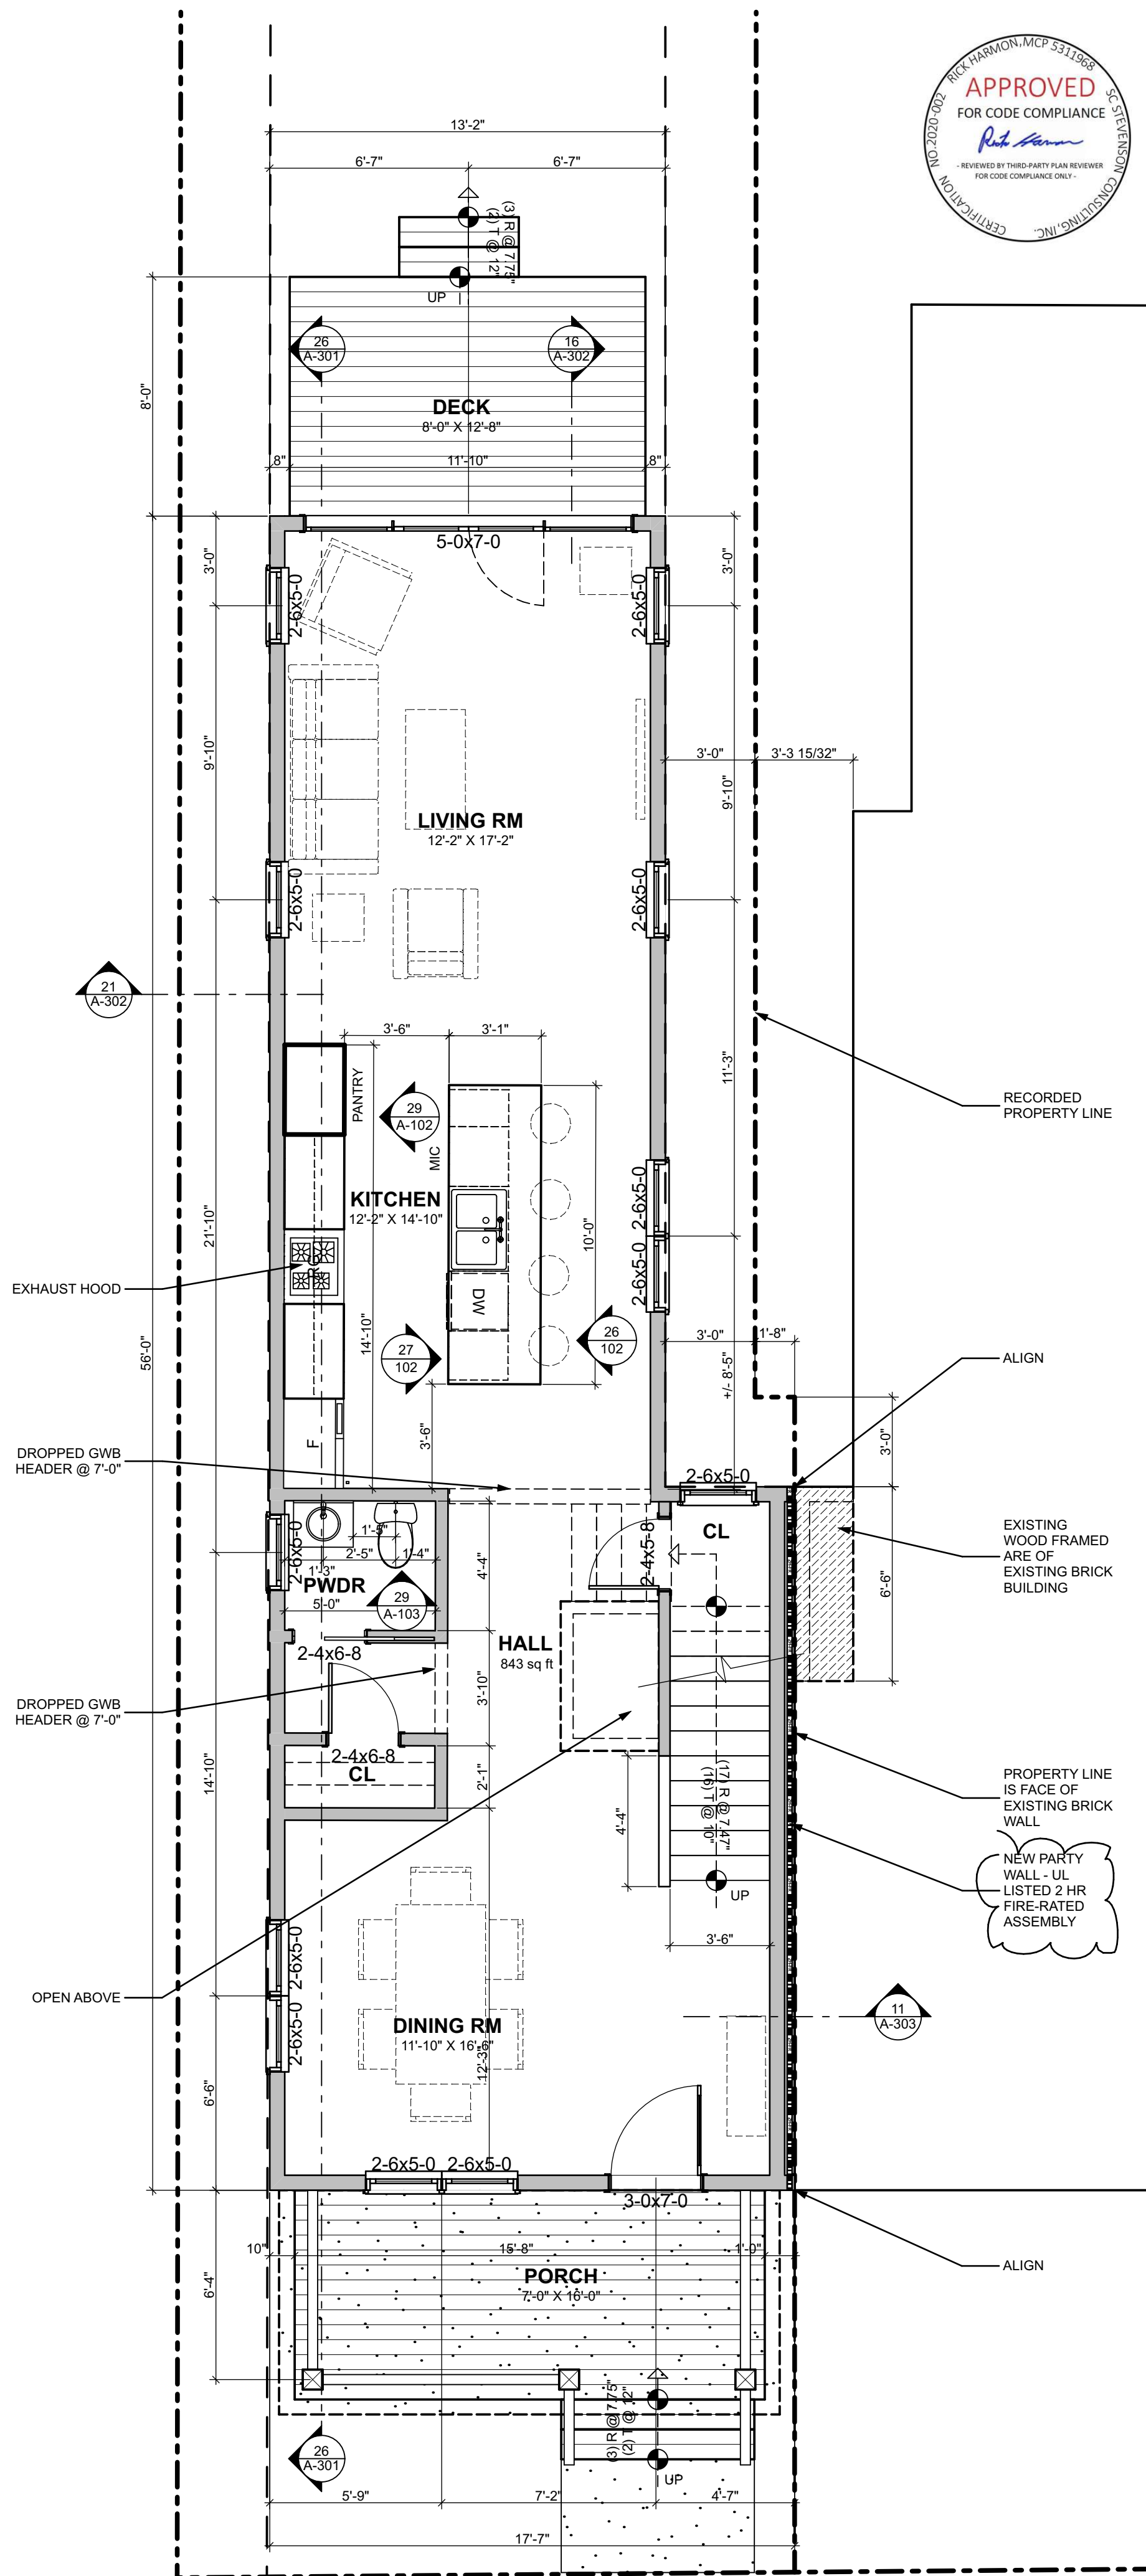 RICK HARMON, MCP 5311968
SC STEVENSON CONSULTING, INC.
CERTIFICATION NO.2020-002
APPROVED
FOR CODE COMPLIANCE
- REVIEWED BY THIRD-PARTY PLAN REVIEWER
FOR CODE COMPLIANCE ONLY -
13'-2"
6'-7"
6'-7"
(3) R @ 7.75"
(2) T @ 12"
UP
26
A-301
16
A-302
8'-0"
DECK
8'-0" X 12'-8"
8"
11'-10"
8"
5-0x7-0
3'-0"
3'-0"
2-6x5-0
2-6x5-0
9'-10"
3'-0"
3'-3 15/32"
9'-10"
LIVING RM
12'-2" X 17'-2"
2-6x5-0
2-6x5-0
21
A-302
3'-6"
3'-1"
11'-3"
PANTRY
29
A-102
MIC
RECORDED
PROPERTY LINE
KITCHEN
12'-2" X 14'-10"
2-6x5-0
2-6x5-0
21'-10"
10'-0"
EXHAUST HOOD
RG
DW
14'-10"
56'-0"
27
102
26
102
3'-0"
1'-8"
+/- 8'-5"
ALIGN
3'-6"
3'-0"
F
DROPPED GWB
HEADER @ 7'-0"
2-6x5-0
CL
2-4x5-8
EXISTING
WOOD FRAMED
ARE OF
EXISTING BRICK
BUILDING
6'-6"
2-6x5-0
1'-5"
2'-5"
1'-4"
1'-3"
PWDR
5'-0"
29
A-103
4'-4"
HALL
843 sq ft
2-4x6-8
3'-10"
DROPPED GWB
HEADER @ 7'-0"
2-4x6-8
CL
2'-1"
14'-10"
4'-4"
(17) R @ 7.47"
(16) T @ 10"
UP
PROPERTY LINE
IS FACE OF
EXISTING BRICK
WALL
NEW PARTY
WALL - UL
LISTED 2 HR
FIRE-RATED
ASSEMBLY
3'-6"
2-6x5-0
2-6x5-0
OPEN ABOVE
11
A-303
DINING RM
11'-10" X 16'-6"
12'-3"
6'-6"
2-6x5-0
2-6x5-0
3-0x7-0
10"
15'-8"
1'-0"
ALIGN
PORCH
7'-0" X 16'-0"
6'-4"
(3) R @ 7.75"
(2) T @ 12"
UP
26
A-301
5'-9"
7'-2"
4'-7"
17'-7"